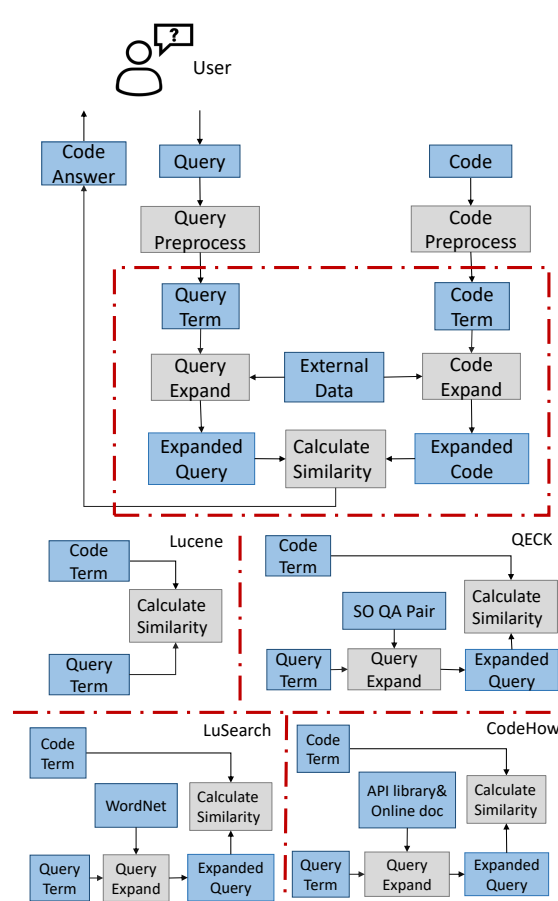 ?
User
Code
Answer
Query
Code
Query
Preprocess
Code
Preprocess
Query
Term
Code
Term
Query
Expand
External
Data
Code
Expand
Expanded
Query
Calculate
Similarity
Expanded
Code
Lucene
Code
Term
Calculate
Similarity
Query
Term
QECK
Code
Term
Calculate
Similarity
SO QA Pair
Query
Term
Query
Expand
Expanded
Query
LuSearch
Code
Term
Calculate
Similarity
WordNet
Query
Term
Query
Expand
Expanded
Query
CodeHow
Code
Term
Calculate
Similarity
API library&
Online doc
Query
Term
Query
Expand
Expanded
Query